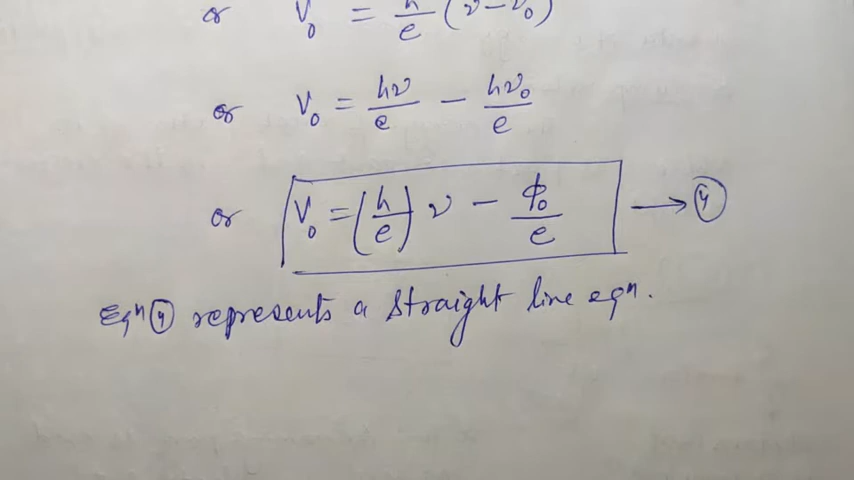 or V₀ = h/e (ν - ν₀)
or V₀ = hν/e - hν₀/e
or V₀ = (h/e) ν - ϕ₀/e → ④
Eqⁿ ④ represents a straight line eqⁿ.